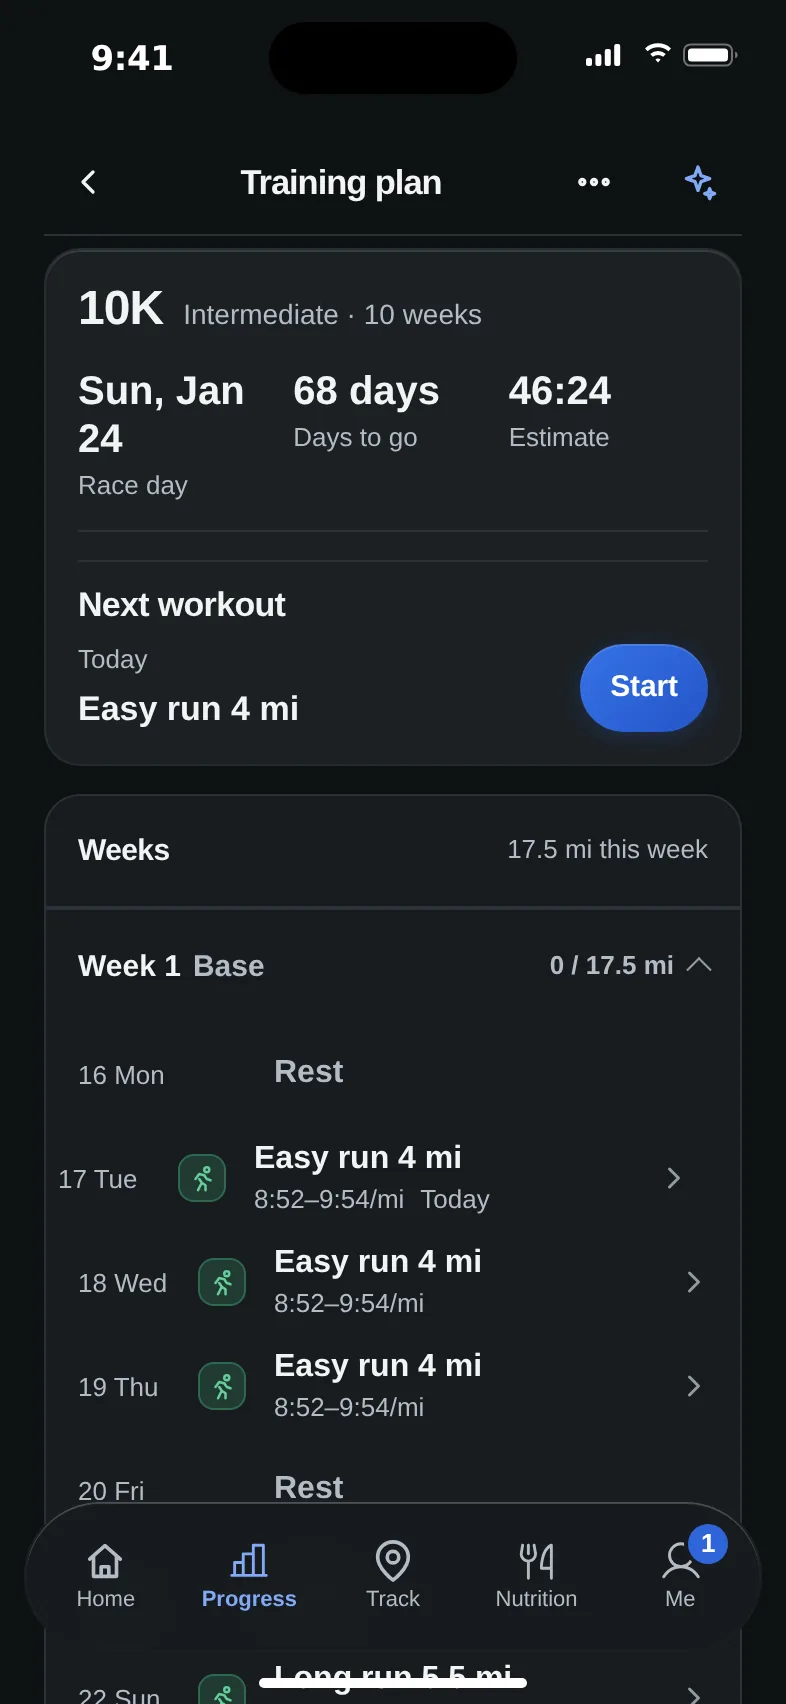 9:41
Training plan
10K Intermediate · 10 weeks
Sun, Jan 24
68 days
46:24
Race day
Days to go
Estimate
Next workout
Today
Easy run 4 mi
Start
Weeks
17.5 mi this week
Week 1 Base
0 / 17.5 mi
16 Mon
Rest
17 Tue
Easy run 4 mi
8:52–9:54/mi Today
18 Wed
Easy run 4 mi
8:52–9:54/mi
19 Thu
Easy run 4 mi
8:52–9:54/mi
20 Fri
Rest
Home
Progress
Track
Nutrition
1
Me
22 Sun
Long run 5.5 mi